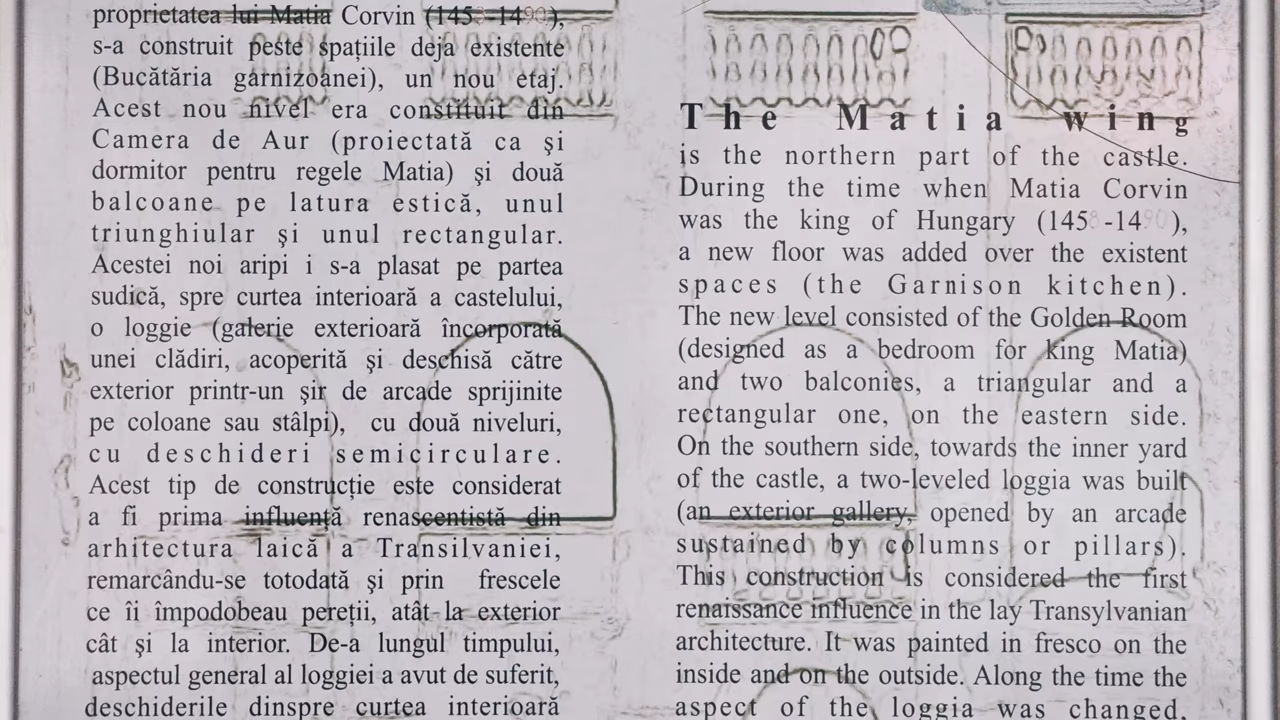 proprietatea lui Matia Corvin (1458-1490),
s-a construit peste spaţiile deja existente
(Bucătăria garnizoanei), un nou etaj.
Acest nou nivel era constituit din
Camera de Aur (proiectată ca şi
dormitor pentru regele Matia) şi două
balcoane pe latura estică, unul
triunghiular şi unul rectangular.
Acestei noi aripi i s-a plasat pe partea
sudică, spre curtea interioară a castelului,
o loggie (galerie exterioară încorporată
unei clădiri, acoperită şi deschisă către
exterior printr-un şir de arcade sprijinite
pe coloane sau stâlpi), cu două niveluri,
cu deschideri semicirculare.
Acest tip de construcţie este considerat
a fi prima influenţă renascentistă din
arhitectura laică a Transilvaniei,
remarcându-se totodată şi prin frescele
ce îi împodobeau pereţii, atât la exterior
cât şi la interior. De-a lungul timpului,
aspectul general al loggiei a avut de suferit,
deschiderile dinspre curtea interioară
The Matia wing
is the northern part of the castle.
During the time when Matia Corvin
was the king of Hungary (1458-1490),
a new floor was added over the existent
spaces (the Garnison kitchen).
The new level consisted of the Golden Room
(designed as a bedroom for king Matia)
and two balconies, a triangular and a
rectangular one, on the eastern side.
On the southern side, towards the inner yard
of the castle, a two-leveled loggia was built
(an exterior gallery, opened by an arcade
sustained by columns or pillars).
This construction is considered the first
renaissance influence in the lay Transylvanian
architecture. It was painted in fresco on the
inside and on the outside. Along the time the
aspect of the loggia was changed,